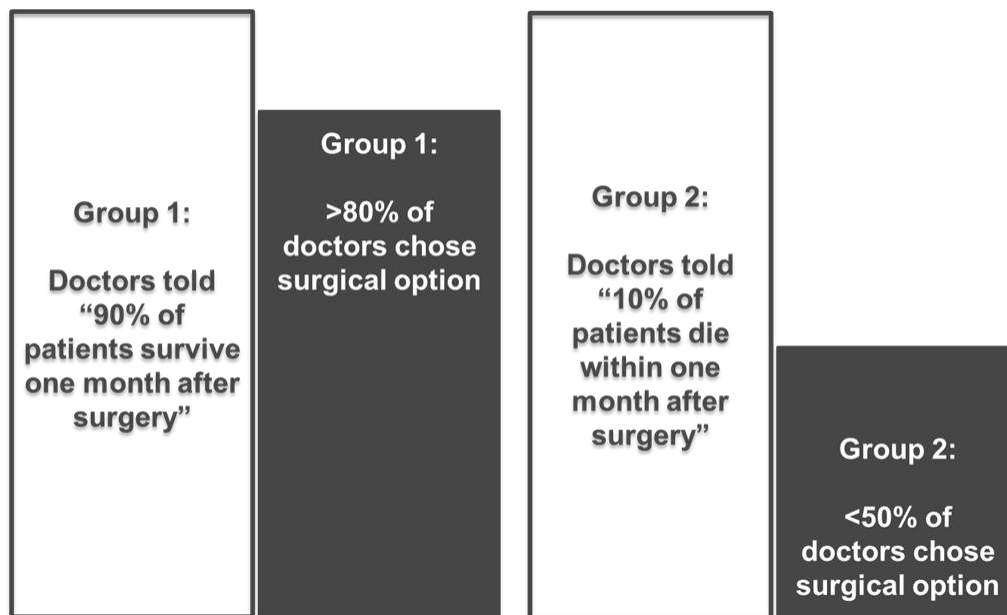 Group 1:
Doctors told
“90% of
patients survive
one month after
surgery”
Group 1:
>80% of
doctors chose
surgical option
Group 2:
Doctors told
“10% of
patients die
within one
month after
surgery”
Group 2:
<50% of
doctors chose
surgical option